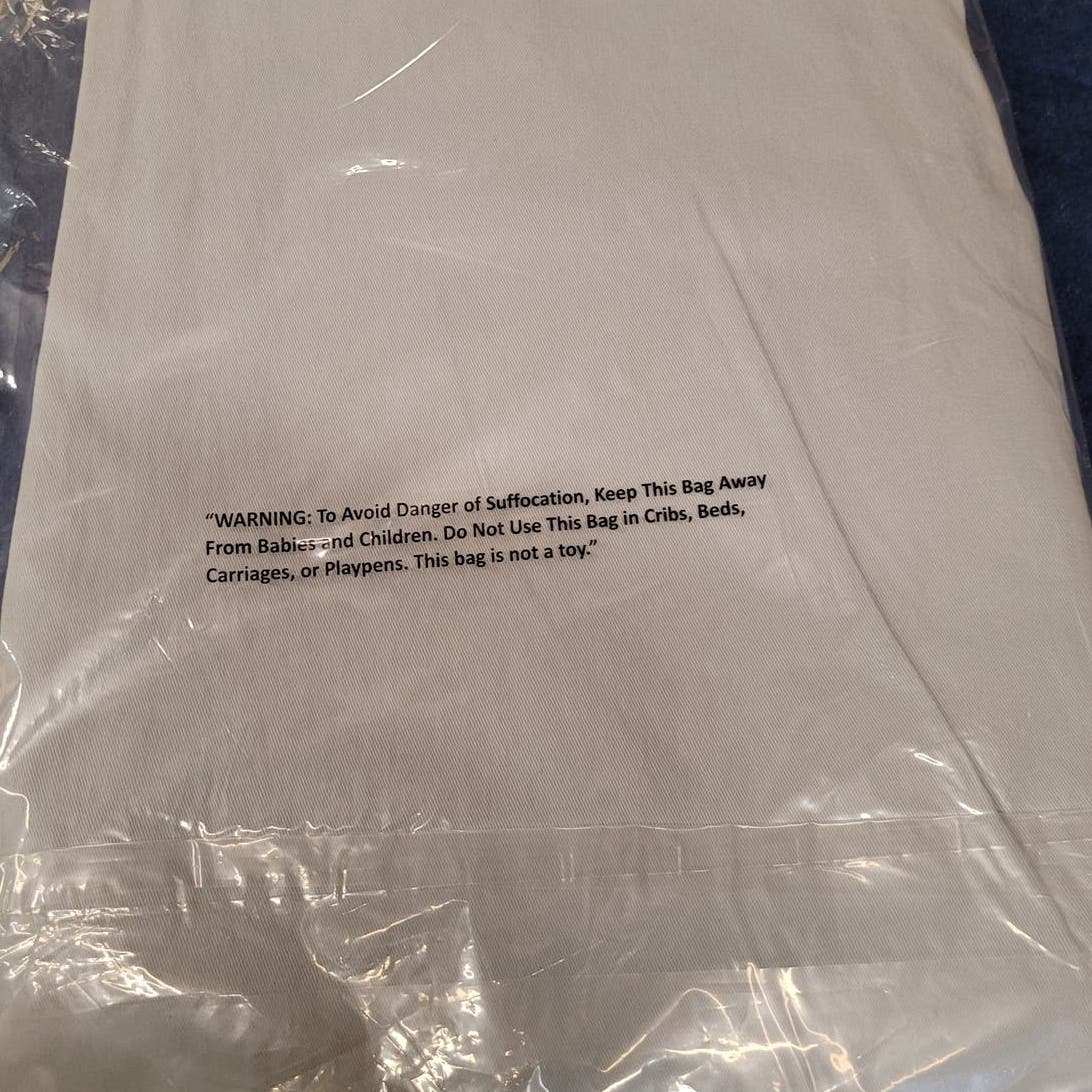 “WARNING: To Avoid Danger of Suffocation, Keep This Bag Away
From Babies and Children. Do Not Use This Bag in Cribs, Beds,
Carriages, or Playpens. This bag is not a toy.”